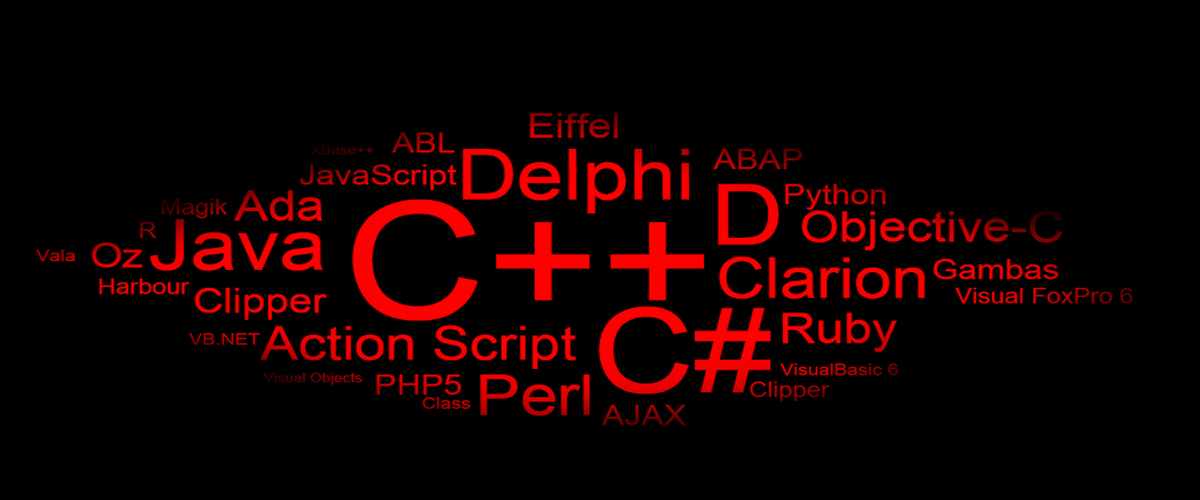 Eiffel
XBase++ ABL
Delphi
ABAP
JavaScript
Python
Magik Ada
D
Objective-C
R
Java
C++
Vala Oz
Clarion
Gambas
Harbour
Clipper
Visual FoxPro 6
C#
Ruby
VB.NET
Action Script
VisualBasic 6
Visual Objects
PHP5
Perl
Clipper
Class
AJAX